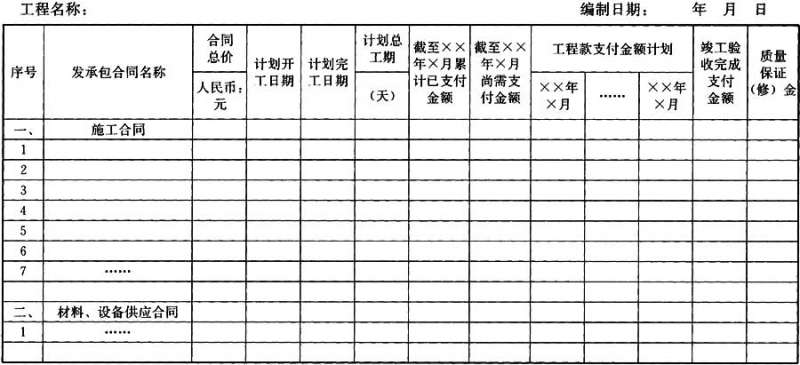 工程名称： 编制日期： 年 月 日
序号 发承包合同名称 合同总价 人民币：元 计划开工日期 计划完工日期 计划总工期 （天） 截至××年×月累计已支付金额 截至××年×月尚需支付金额 工程款支付金额计划 ××年×月 …… ××年×月 竣工验收完成支付金额 质量保证（修）金
一、 施工合同
1
2
3
4
5
6
7 ……
二、 材料、设备供应合同
1 ……